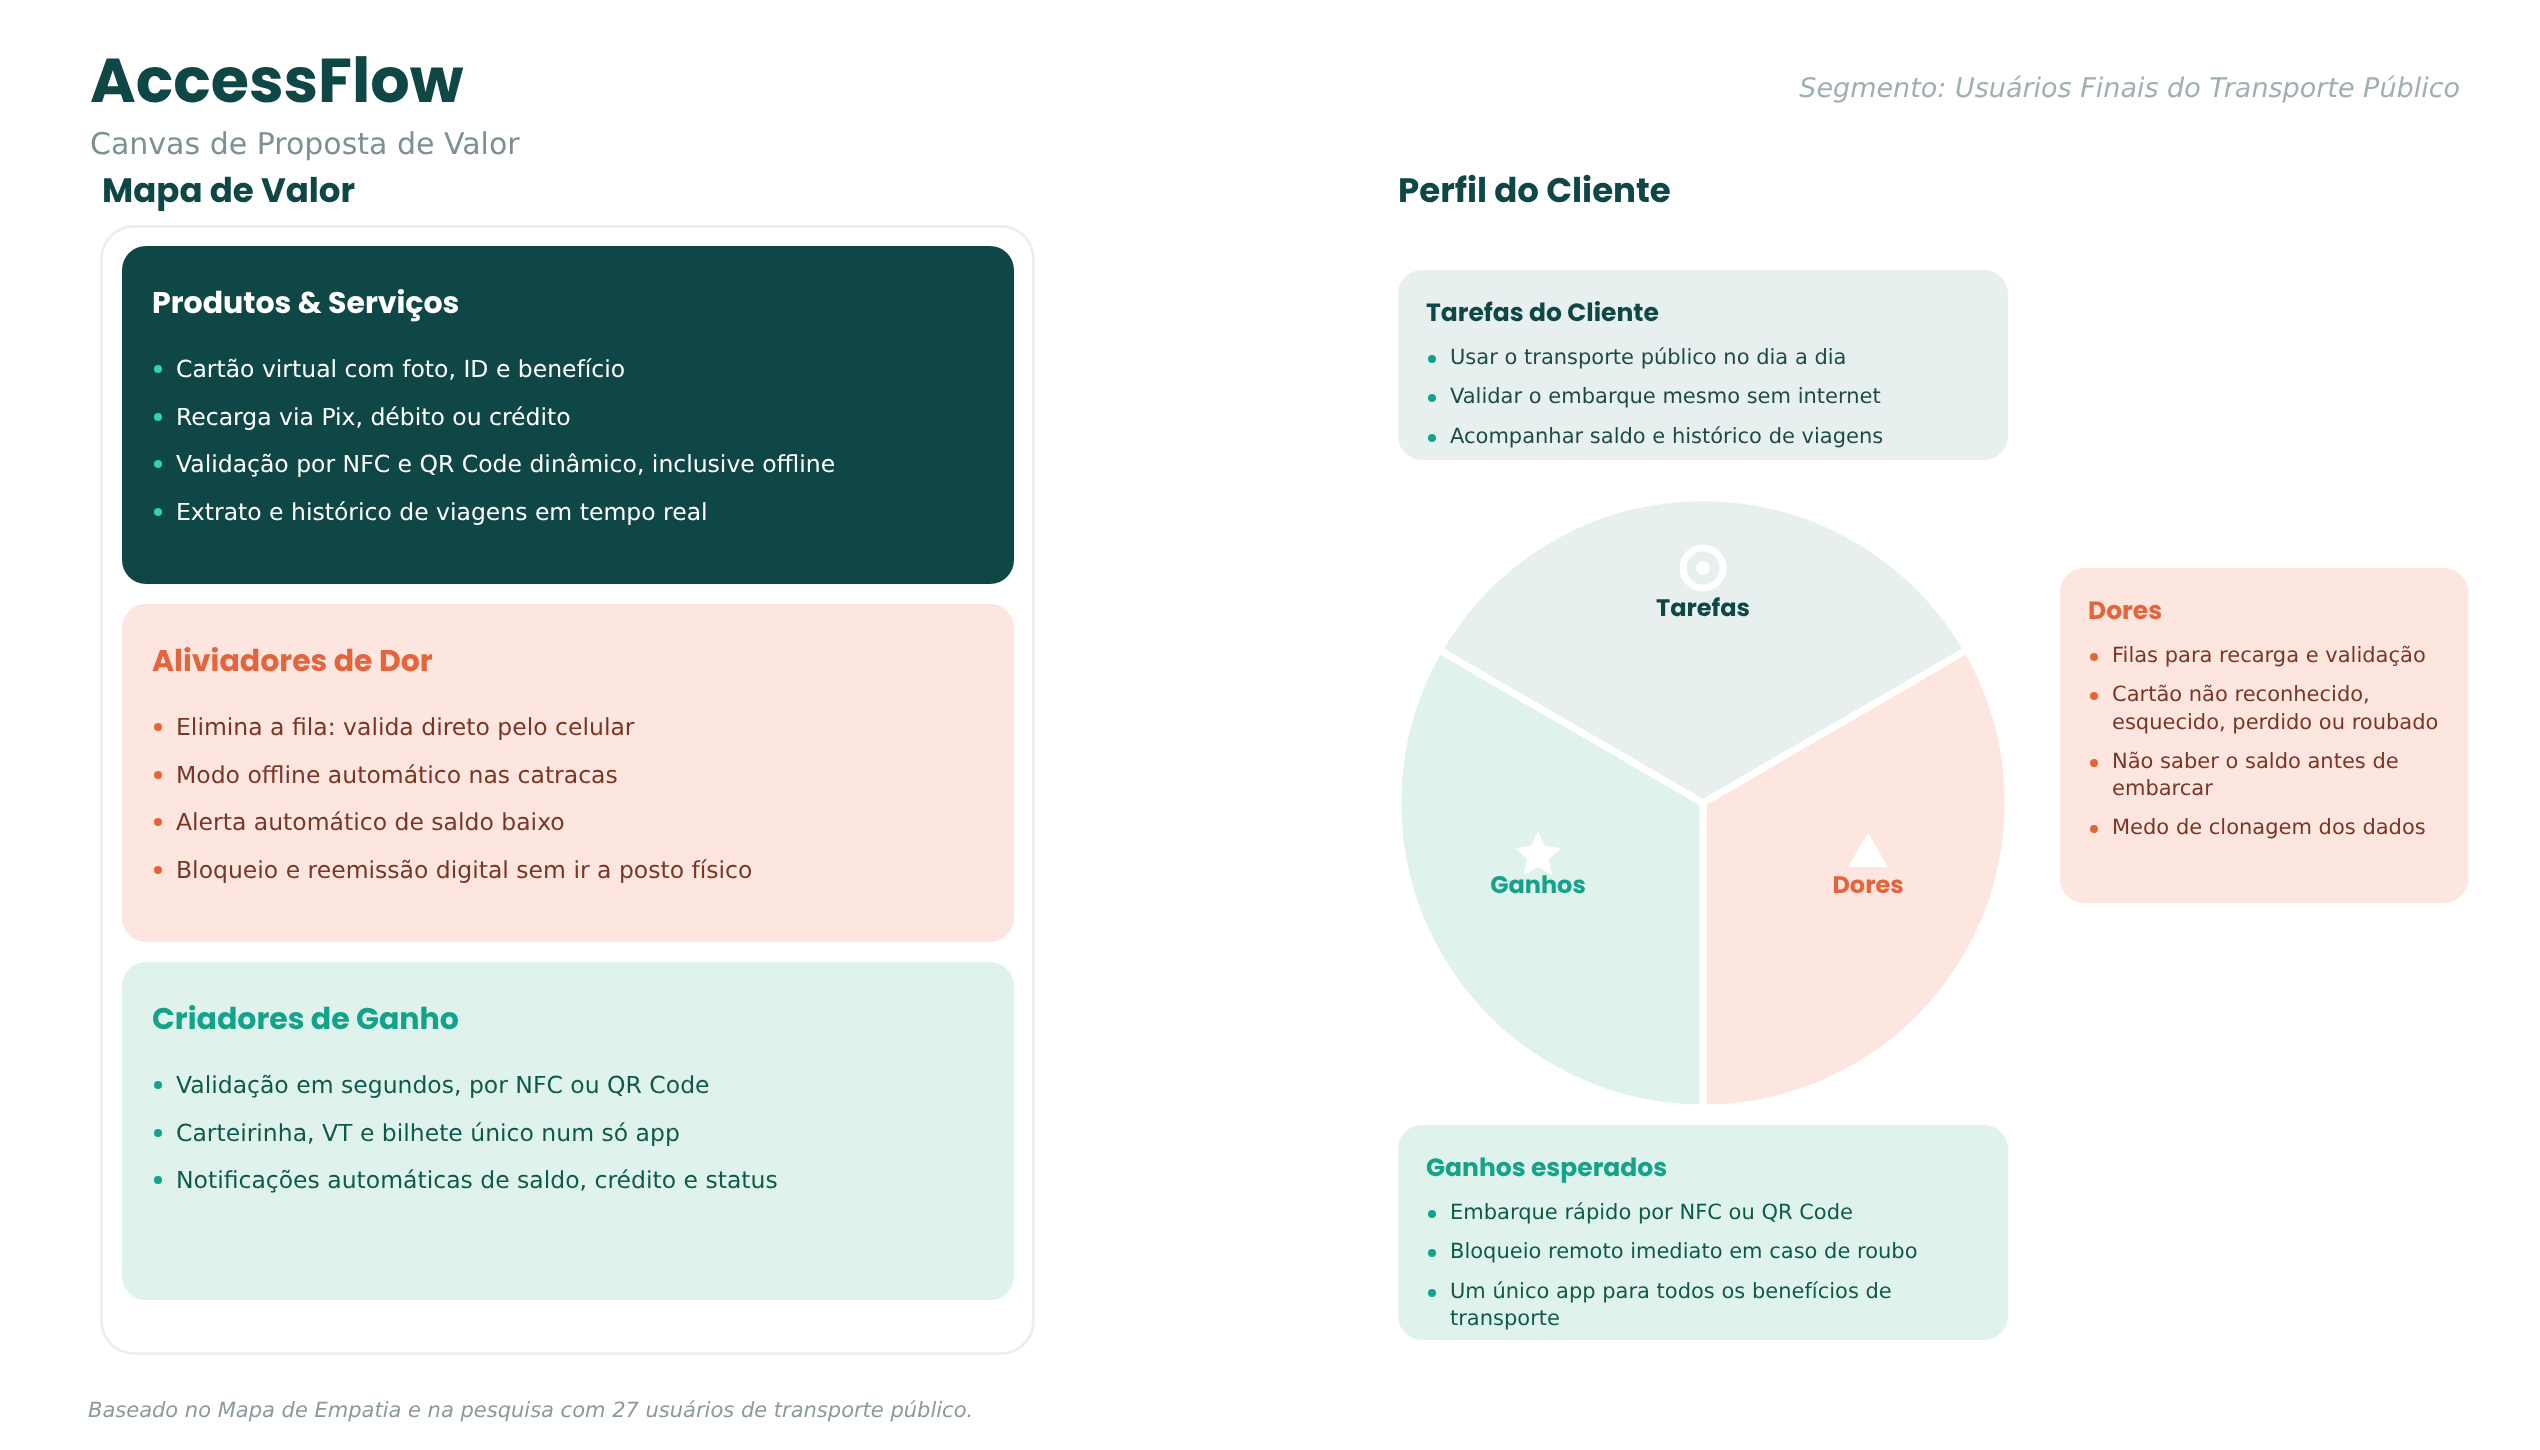 AccessFlow
Segmento: Usuários Finais do Transporte Público
Canvas de Proposta de Valor
Mapa de Valor
Produtos & Serviços
• Cartão virtual com foto, ID e benefício
• Recarga via Pix, débito ou crédito
• Validação por NFC e QR Code dinâmico, inclusive offline
• Extrato e histórico de viagens em tempo real
Aliviadores de Dor
• Elimina a fila: valida direto pelo celular
• Modo offline automático nas catracas
• Alerta automático de saldo baixo
• Bloqueio e reemissão digital sem ir a posto físico
Criadores de Ganho
• Validação em segundos, por NFC ou QR Code
• Carteirinha, VT e bilhete único num só app
• Notificações automáticas de saldo, crédito e status
Perfil do Cliente
Tarefas do Cliente
• Usar o transporte público no dia a dia
• Validar o embarque mesmo sem internet
• Acompanhar saldo e histórico de viagens
Tarefas
Ganhos
Dores
Dores
• Filas para recarga e validação
• Cartão não reconhecido,
esquecido, perdido ou roubado
• Não saber o saldo antes de
embarcar
• Medo de clonagem dos dados
Ganhos esperados
• Embarque rápido por NFC ou QR Code
• Bloqueio remoto imediato em caso de roubo
• Um único app para todos os benefícios de
transporte
Baseado no Mapa de Empatia e na pesquisa com 27 usuários de transporte público.